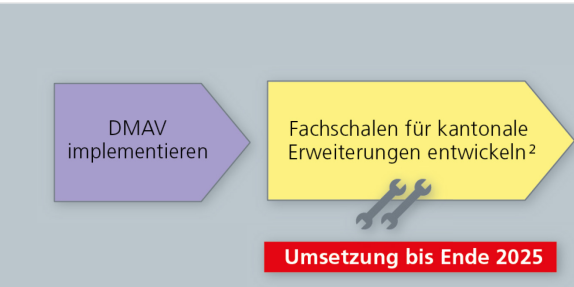 DMAV
implementieren
Fachschalen für kantonale
Erweiterungen entwickeln²
Umsetzung bis Ende 2025